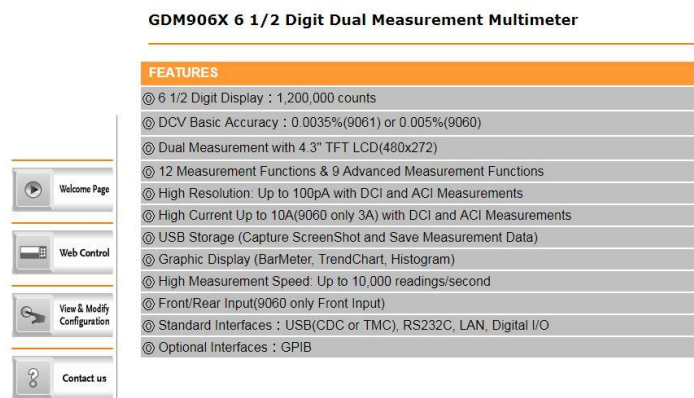 GDM906X 6 1/2 Digit Dual Measurement Multimeter
FEATURES
6 1/2 Digit Display：1,200,000 counts
DCV Basic Accuracy：0.0035%(9061) or 0.005%(9060)
Dual Measurement with 4.3" TFT LCD(480x272)
12 Measurement Functions & 9 Advanced Measurement Functions
High Resolution: Up to 100pA with DCI and ACI Measurements
High Current Up to 10A(9060 only 3A) with DCI and ACI Measurements
USB Storage (Capture ScreenShot and Save Measurement Data)
Graphic Display (BarMeter, TrendChart, Histogram)
High Measurement Speed: Up to 10,000 readings/second
Front/Rear Input(9060 only Front Input)
Standard Interfaces：USB(CDC or TMC), RS232C, LAN, Digital I/O
Optional Interfaces：GPIB
Welcome Page
Web Control
View & Modify
Configuration
Contact us